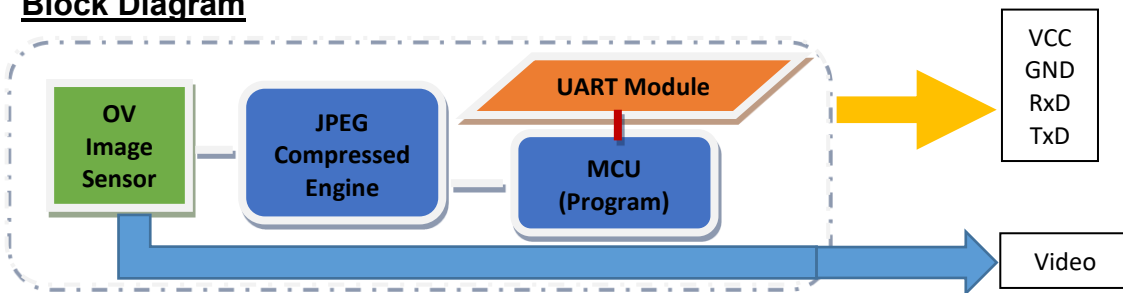 Block Diagram
OV
Image
Sensor
JPEG
Compressed
Engine
UART Module
MCU
(Program)
VCC
GND
RxD
TxD
Video